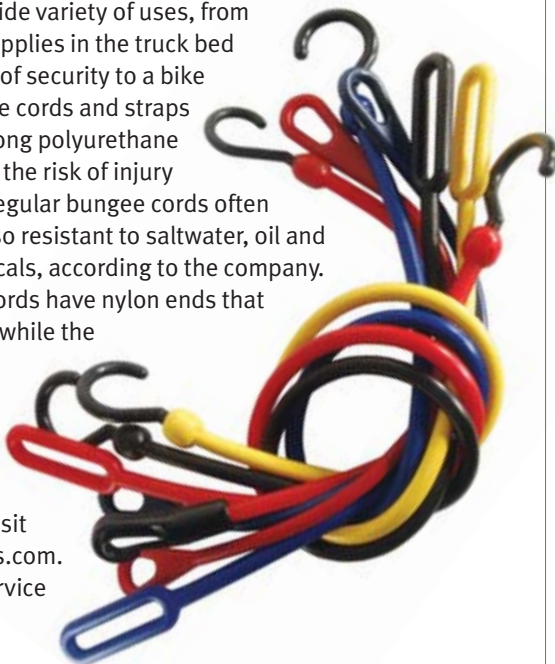 ide variety of uses, from
pplies in the truck bed
of security to a bike
e cords and straps
ong polyurethane
the risk of injury
egular bungee cords often
so resistant to saltwater, oil and
cals, according to the company.
ords have nylon ends that
while the
sit
s.com.
rvice